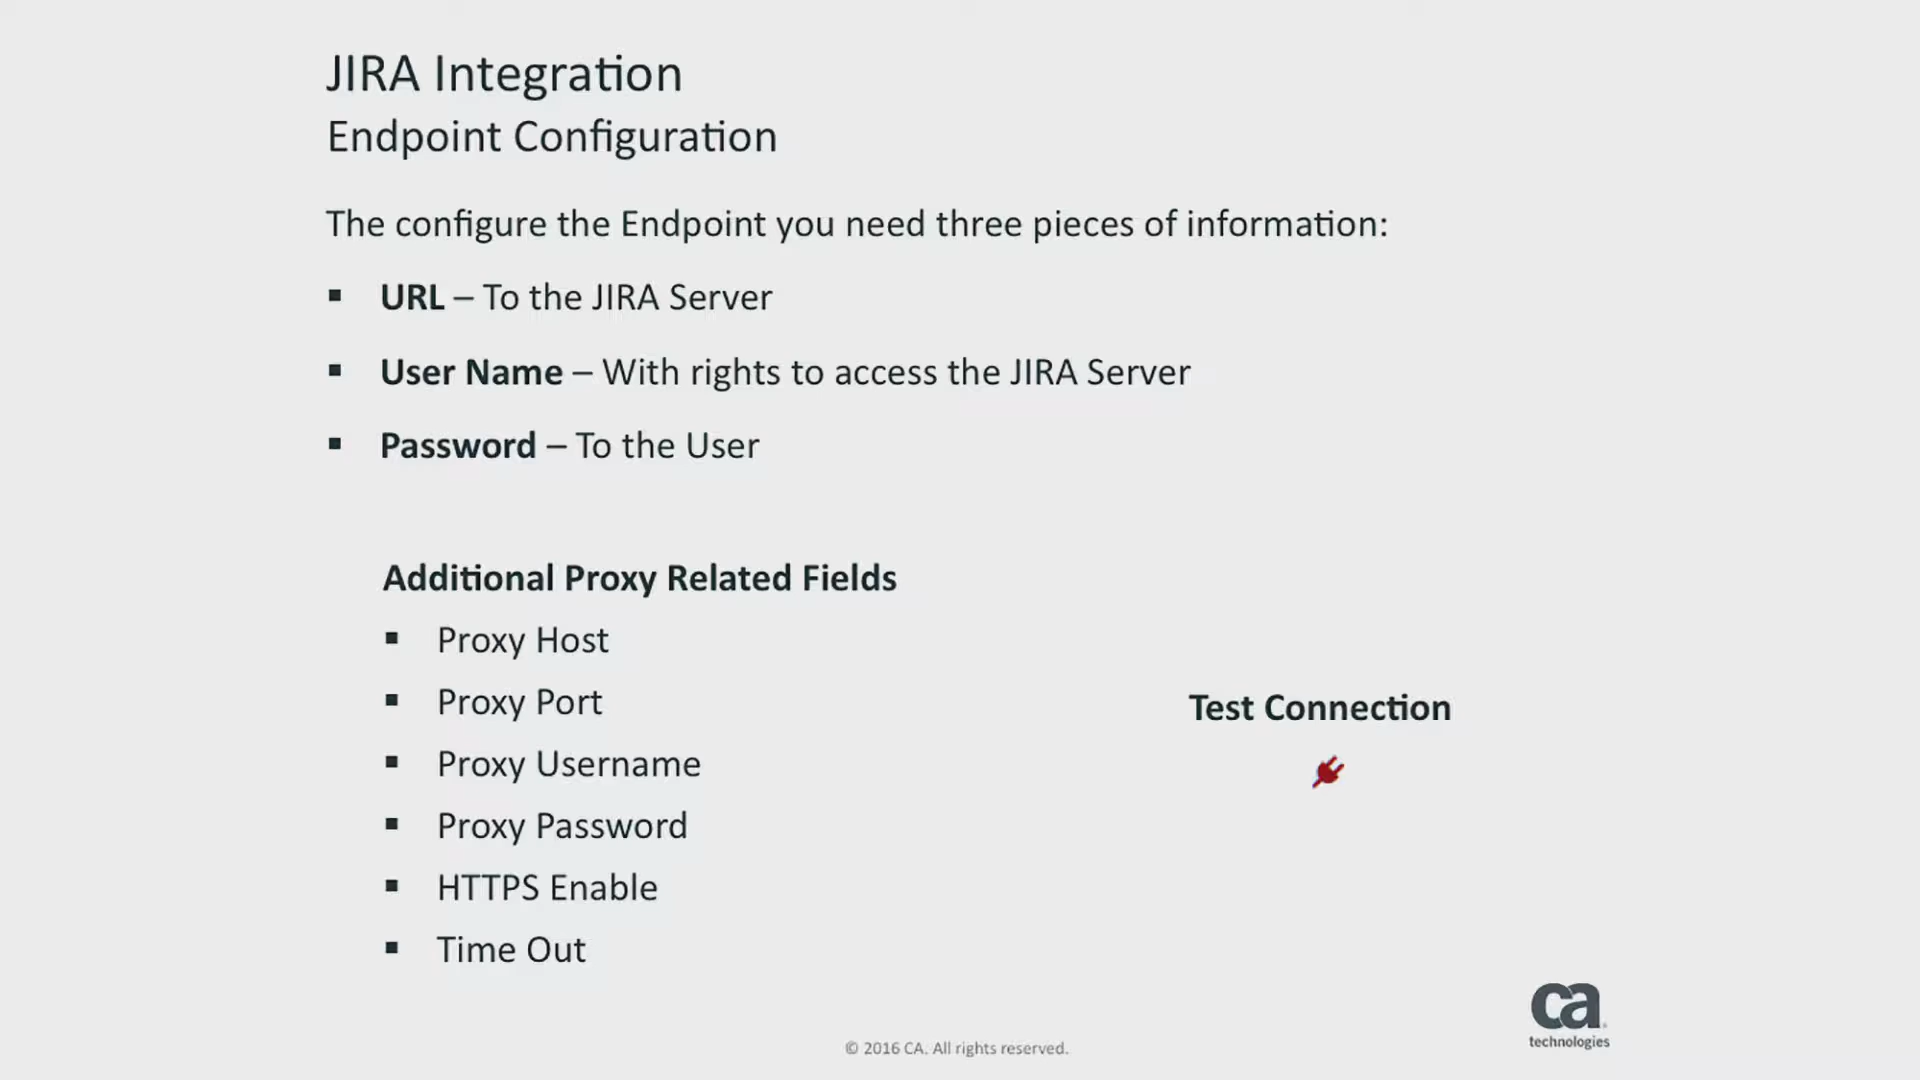 JIRA Integration
Endpoint Configuration
The configure the Endpoint you need three pieces of information:
▪ URL – To the JIRA Server
▪ User Name – With rights to access the JIRA Server
▪ Password – To the User
Additional Proxy Related Fields
▪ Proxy Host
▪ Proxy Port
▪ Proxy Username
▪ Proxy Password
▪ HTTPS Enable
▪ Time Out
Test Connection
ca
technologies
© 2016 CA. All rights reserved.